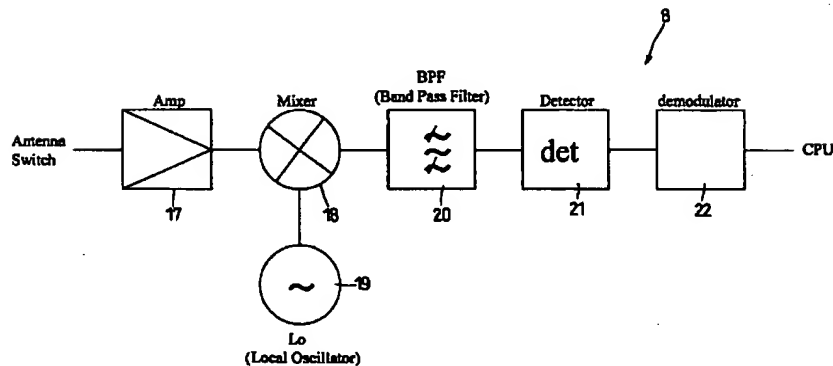 8
BPF
(Band Pass Filter)
Amp
Mixer
Detector
demodulator
Antenna
Switch
det
CPU
17
18
20
21
22
~
19
Lo
(Local Oscillator)